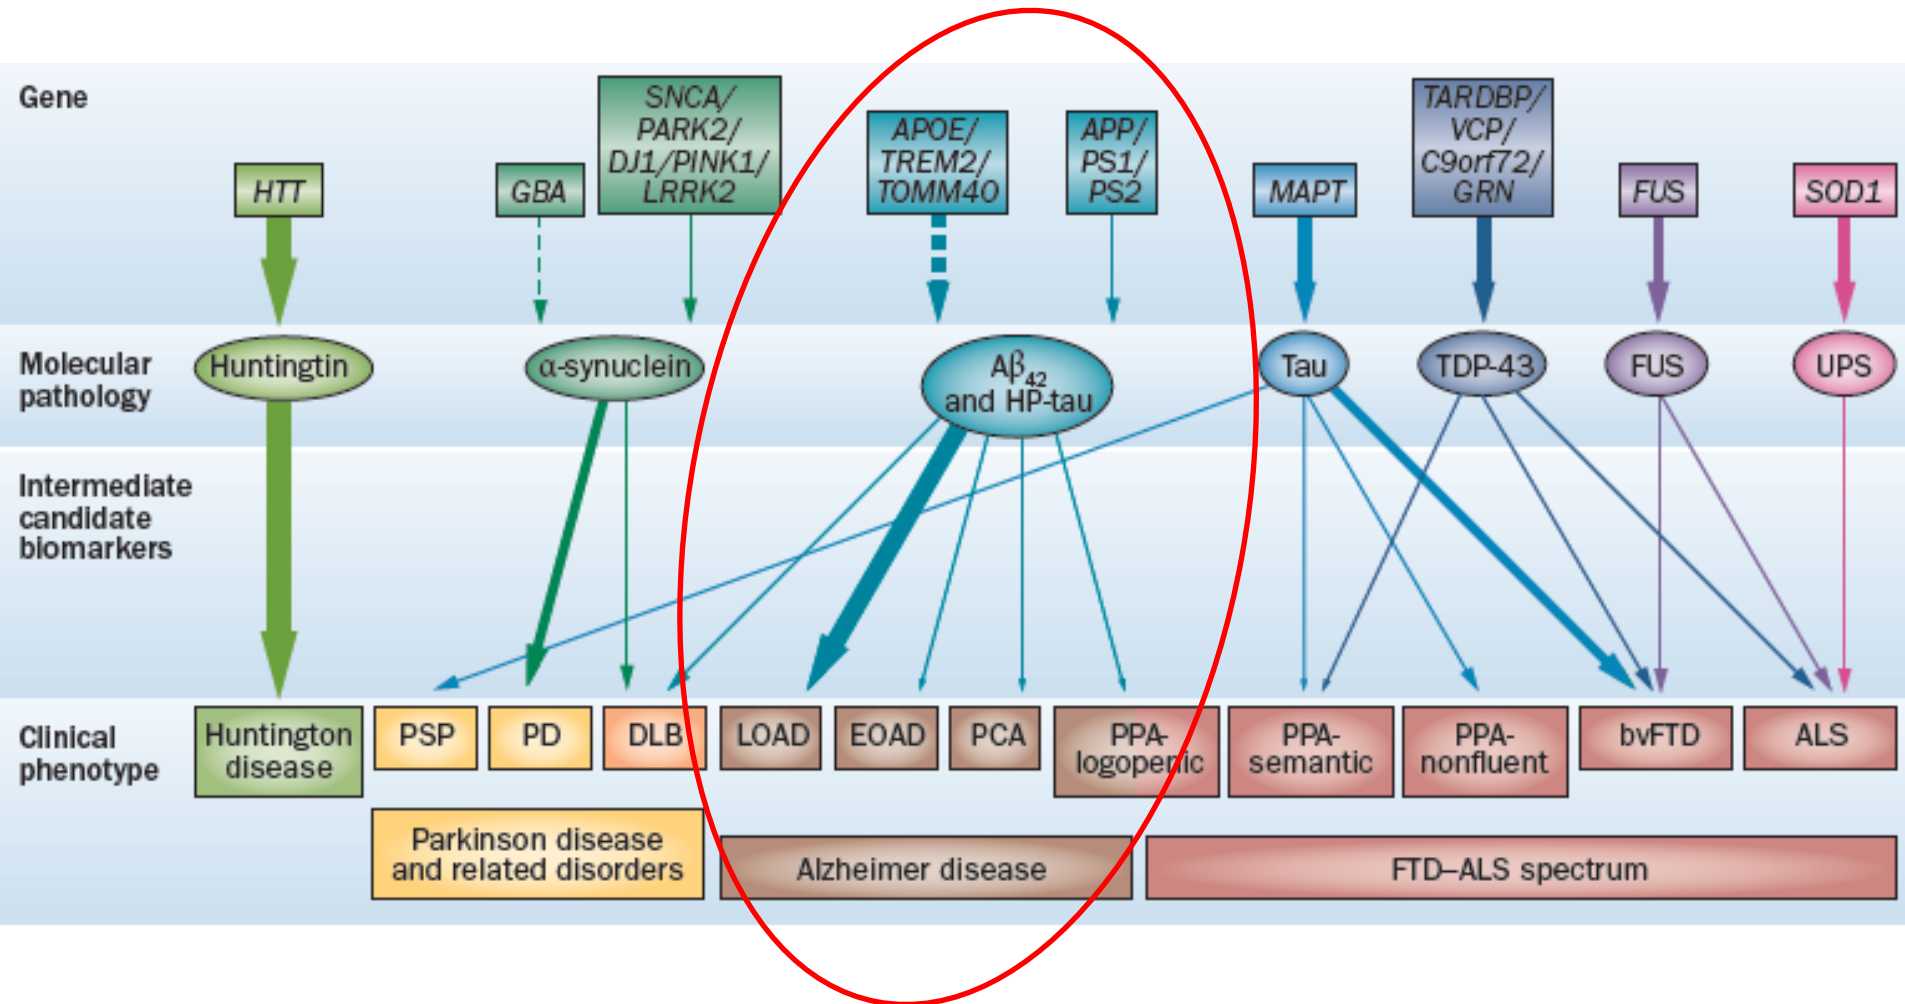 Gene
HTT
GBA
SNCA/
PARK2/
DJ1/PINK1/
LRRK2
APOE/
TREM2/
TOMM40
APP/
PS1/
PS2
MAPT
TARDBP/
VCP/
C9orf72/
GRN
FUS
SOD1
Molecular
pathology
Huntingtin
α-synuclein
Aβ42
and HP-tau
Tau
TDP-43
FUS
UPS
Intermediate
candidate
biomarkers
Clinical
phenotype
Huntington
disease
PSP
PD
DLB
LOAD
EOAD
PCA
PPA-
logopenic
PPA-
semantic
PPA-
nonfluent
bvFTD
ALS
Parkinson disease
and related disorders
Alzheimer disease
FTD–ALS spectrum